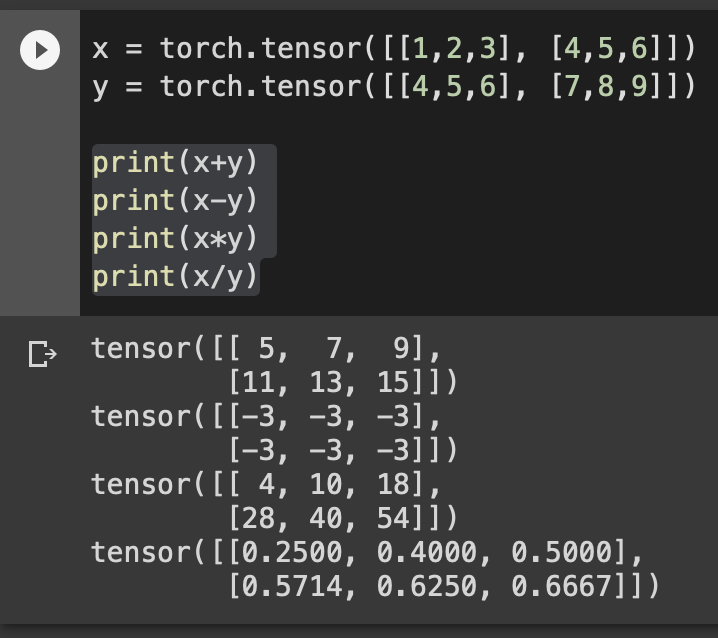 x = torch.tensor([[1,2,3], [4,5,6]])
y = torch.tensor([[4,5,6], [7,8,9]])
print(x+y)
print(x-y)
print(x*y)
print(x/y)
tensor([[ 5,  7,  9],
        [11, 13, 15]])
tensor([[-3, -3, -3],
        [-3, -3, -3]])
tensor([[ 4, 10, 18],
        [28, 40, 54]])
tensor([[0.2500, 0.4000, 0.5000],
        [0.5714, 0.6250, 0.6667]])